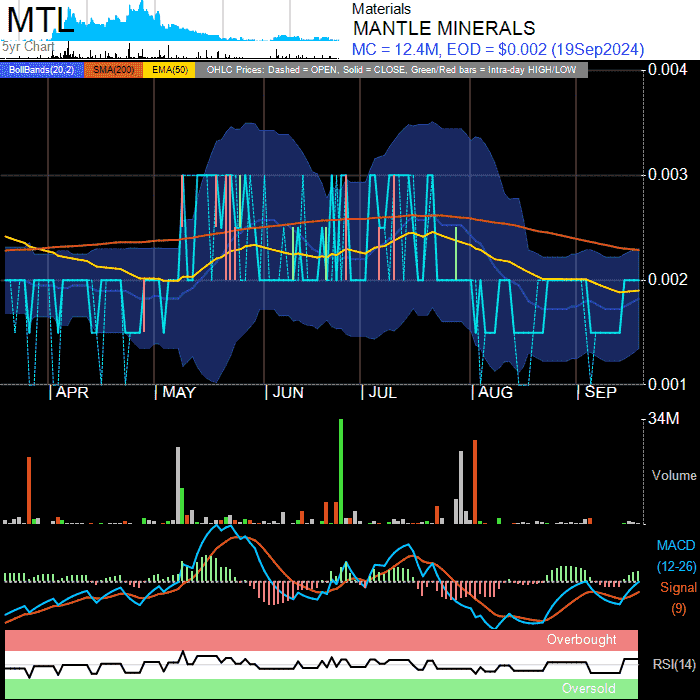 MTL
5yr Chart
Materials
MANTLE MINERALS
MC = 12.4M, EOD = $0.002 (19Sep2024)
BollBands(20,2) SMA(200) EMA(50) OHLC Prices: Dashed = OPEN, Solid = CLOSE, Green/Red bars = Intra-day HIGH/LOW
0.004
0.003
0.002
0.001
APR MAY JUN JUL AUG SEP
34M
Volume
MACD
(12-26)
Signal
(9)
Overbought
RSI(14)
Oversold